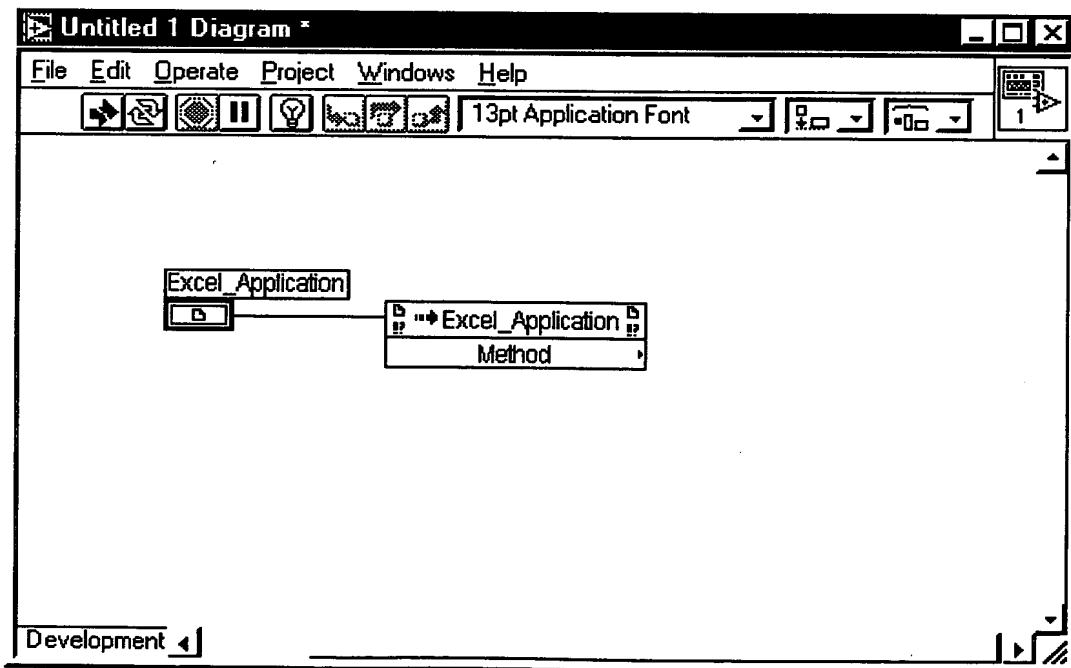 Untitled 1 Diagram *
File Edit Operate Project Windows Help
13pt Application Font
1
Excel_Application
Excel_Application
Method
Development